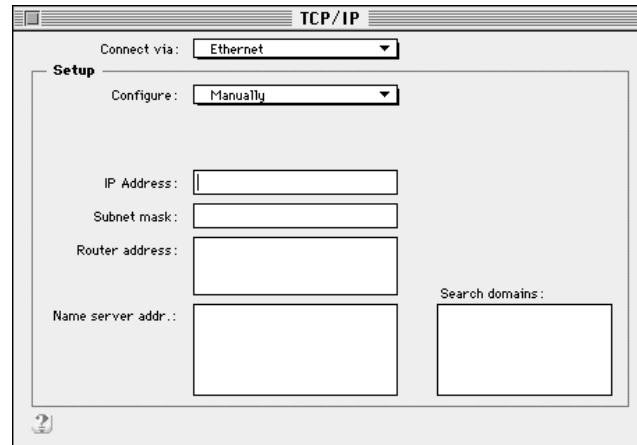 TCP/IP
Connect via: Ethernet
Setup
Configure: Manually
IP Address:
Subnet mask:
Router address:
Search domains:
Name server addr.:
?